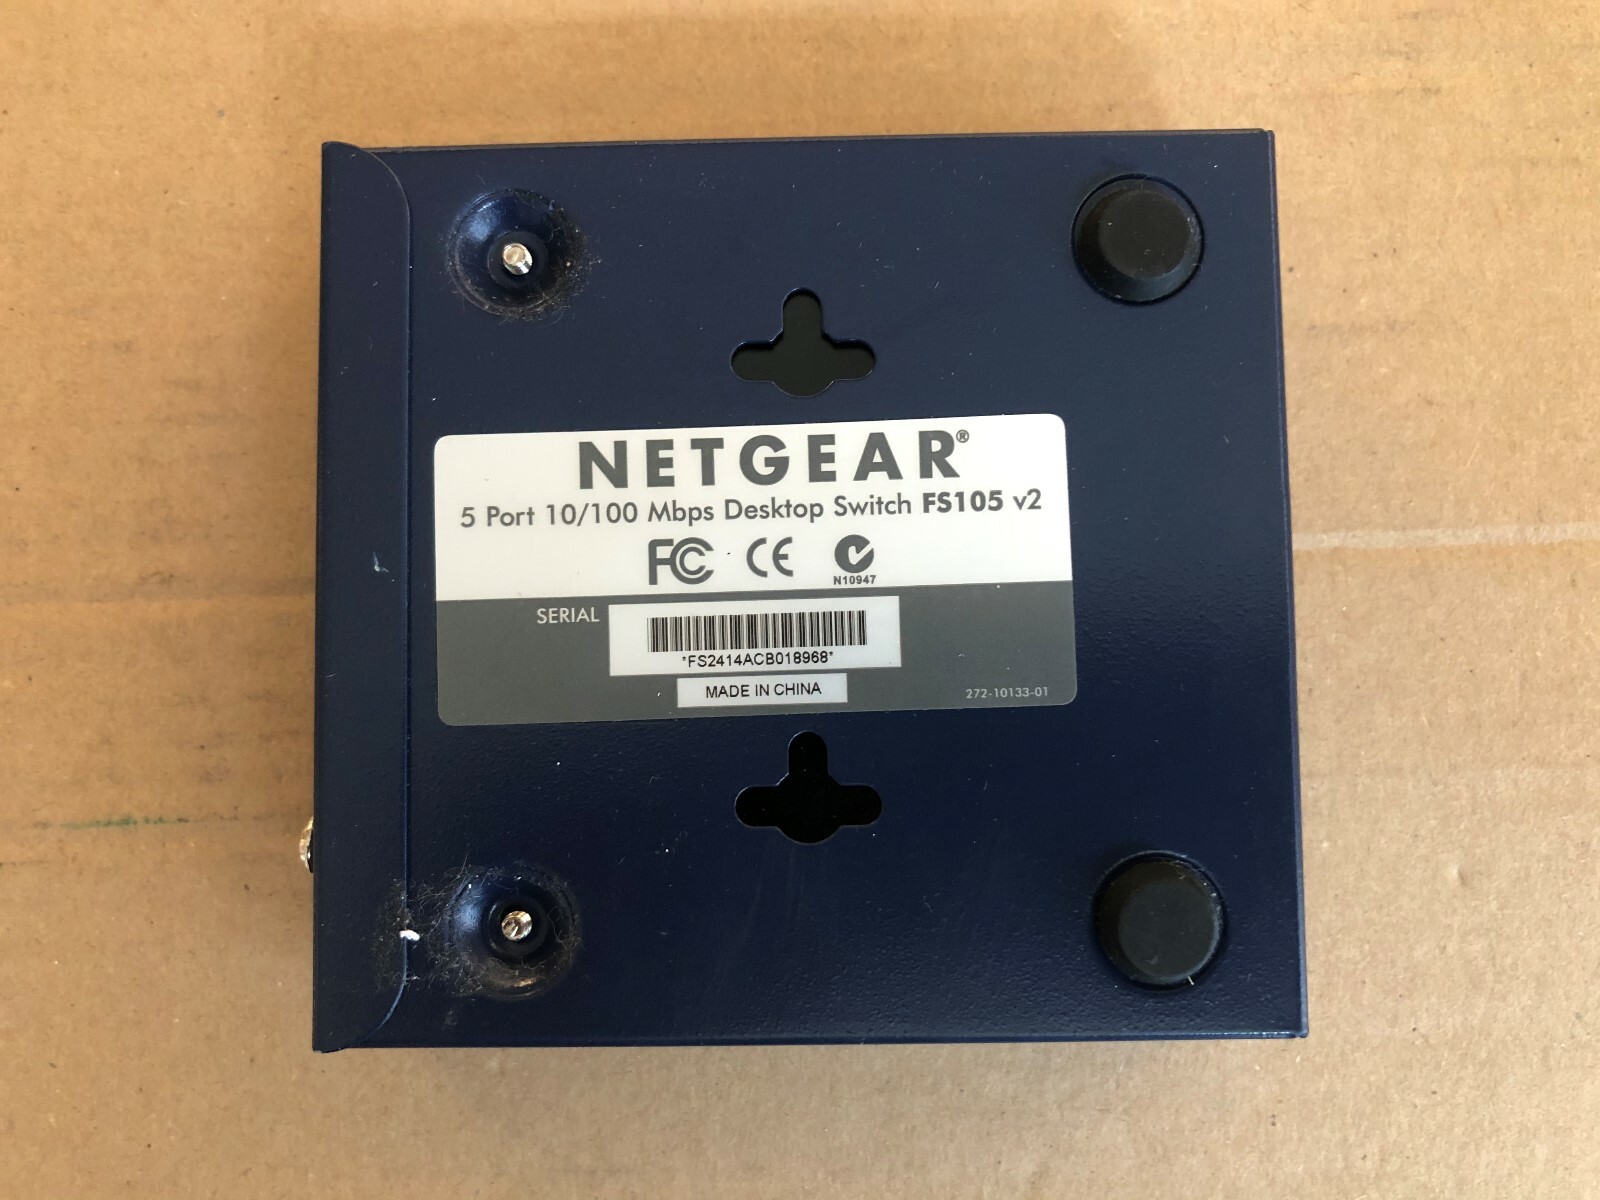 NETGEAR®
5 Port 10/100 Mbps Desktop Switch FS105 v2
FC CE
N10947
SERIAL
*FS2414ACB018968*
MADE IN CHINA
272-10133-01